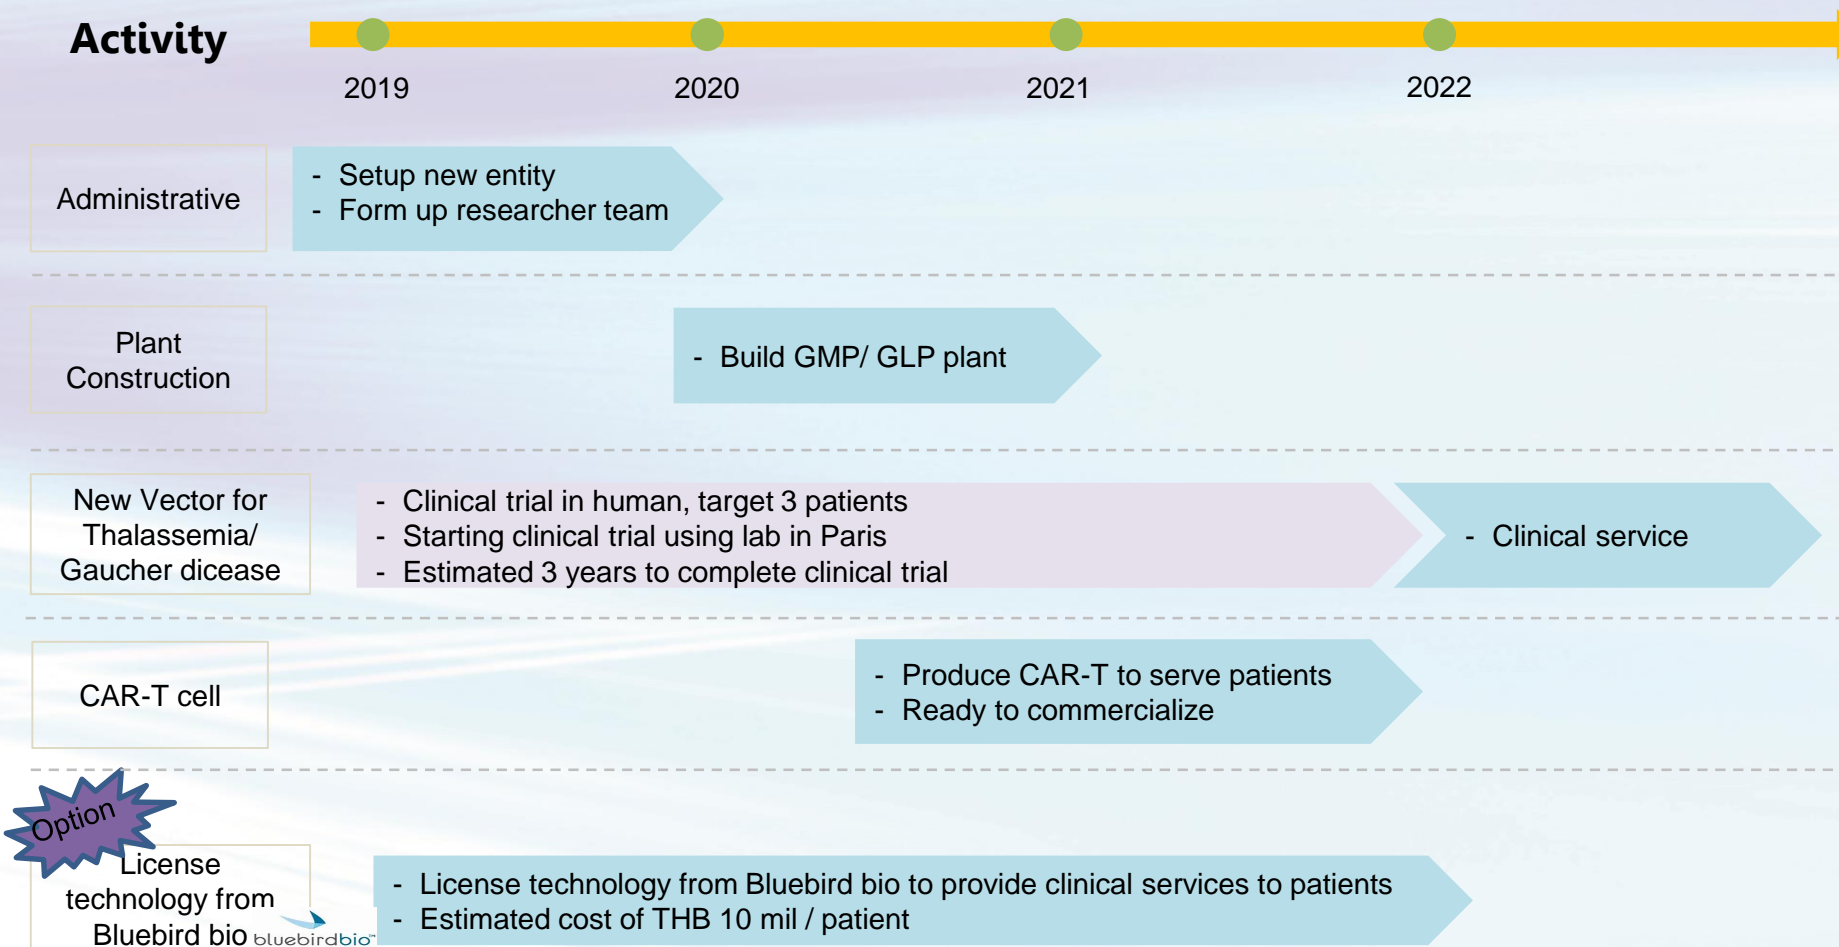 Activity
2019 2020 2021 2022
Administrative
- Setup new entity
- Form up researcher team
Plant
Construction
- Build GMP/ GLP plant
New Vector for
Thalassemia/
Gaucher dicease
- Clinical trial in human, target 3 patients
- Starting clinical trial using lab in Paris
- Estimated 3 years to complete clinical trial
- Clinical service
CAR-T cell
- Produce CAR-T to serve patients
- Ready to commercialize
Option
License
technology from
Bluebird bio
bluebirdbio™
- License technology from Bluebird bio to provide clinical services to patients
- Estimated cost of THB 10 mil / patient